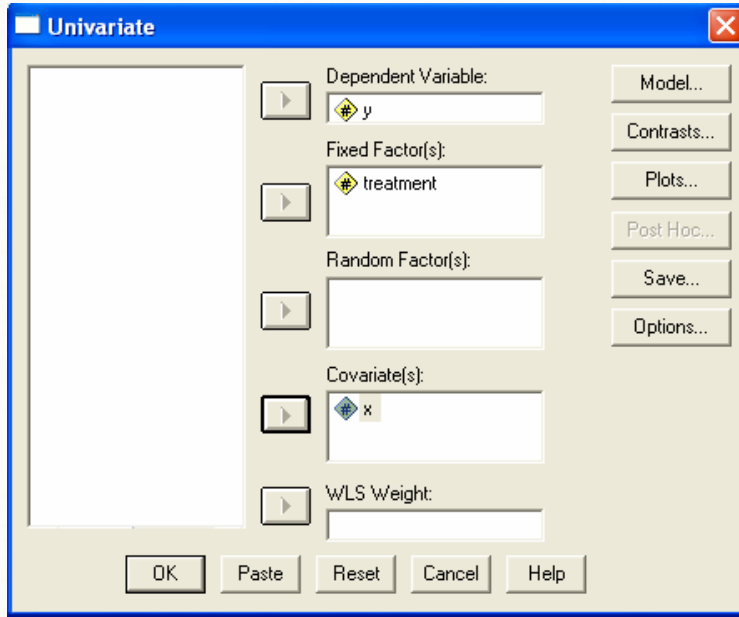 Univariate
Dependent Variable:
# y
Fixed Factor(s):
# treatment
Random Factor(s):
Covariate(s):
# x
WLS Weight:
Model...
Contrasts...
Plots...
Post Hoc...
Save...
Options...
OK
Paste
Reset
Cancel
Help